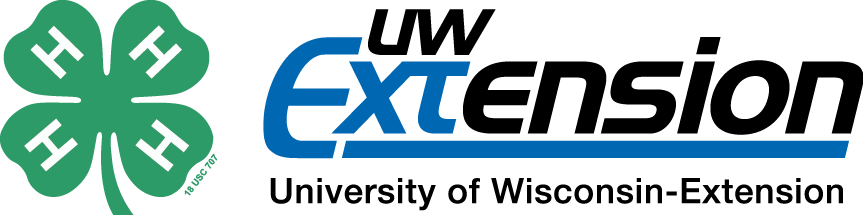 H H
H H
18 USC 707
UW
Extension
University of Wisconsin-Extension